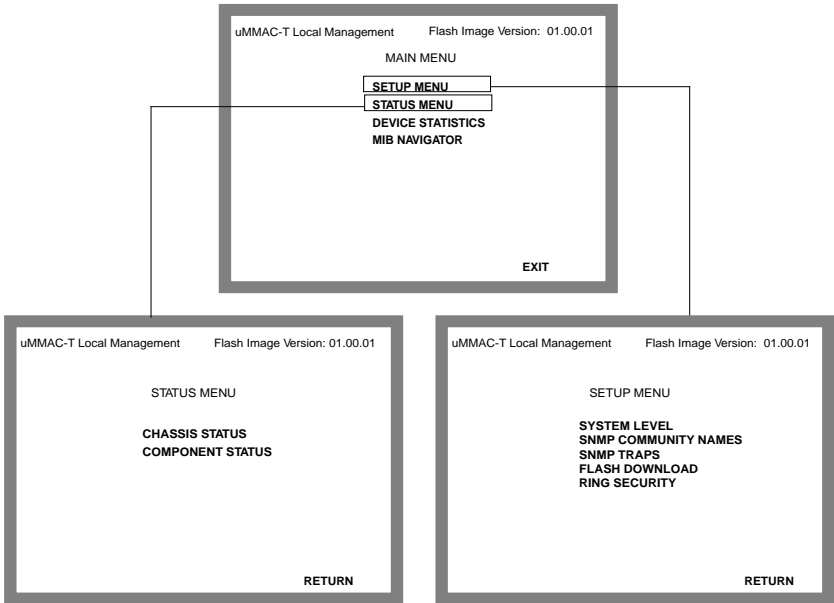 uMMAC-T Local Management Flash Image Version: 01.00.01
MAIN MENU
SETUP MENU
STATUS MENU
DEVICE STATISTICS
MIB NAVIGATOR
EXIT
uMMAC-T Local Management Flash Image Version: 01.00.01
STATUS MENU
CHASSIS STATUS
COMPONENT STATUS
RETURN
uMMAC-T Local Management Flash Image Version: 01.00.01
SETUP MENU
SYSTEM LEVEL
SNMP COMMUNITY NAMES
SNMP TRAPS
FLASH DOWNLOAD
RING SECURITY
RETURN